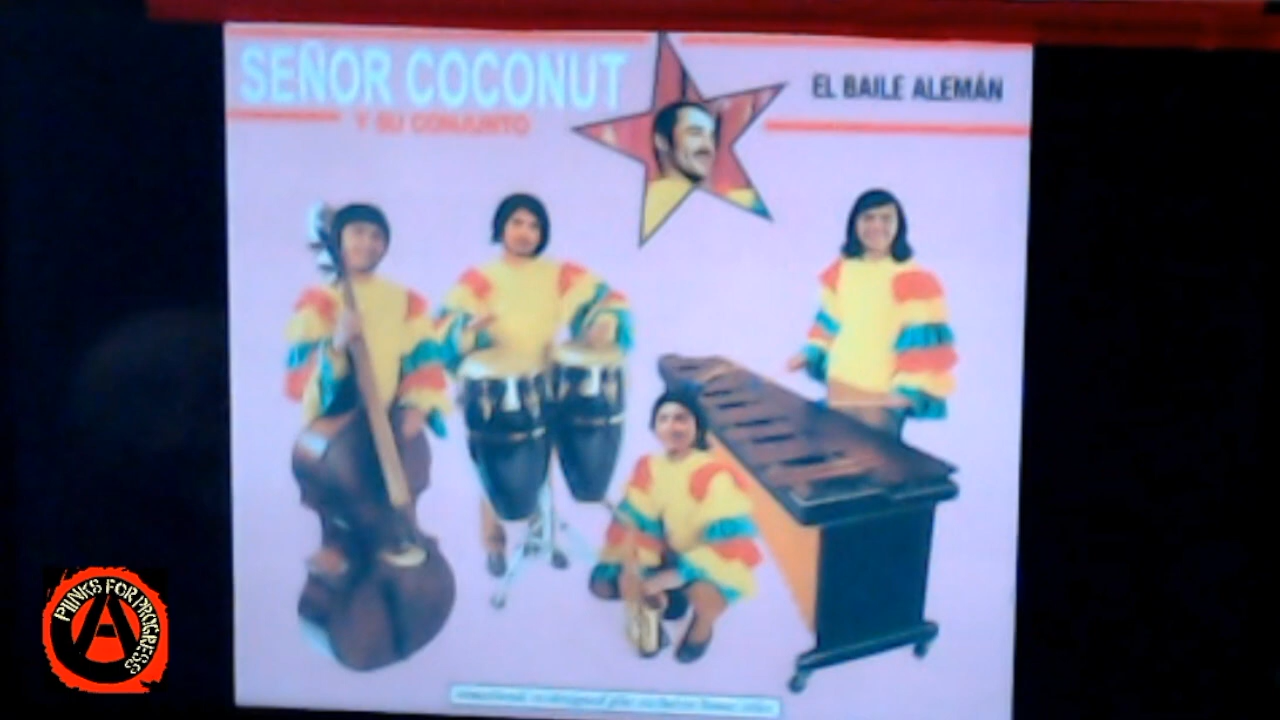 SEÑOR COCONUT
Y SU CONJUNTO
EL BAILE ALEMÁN
PUNKS FOR PROGRESS